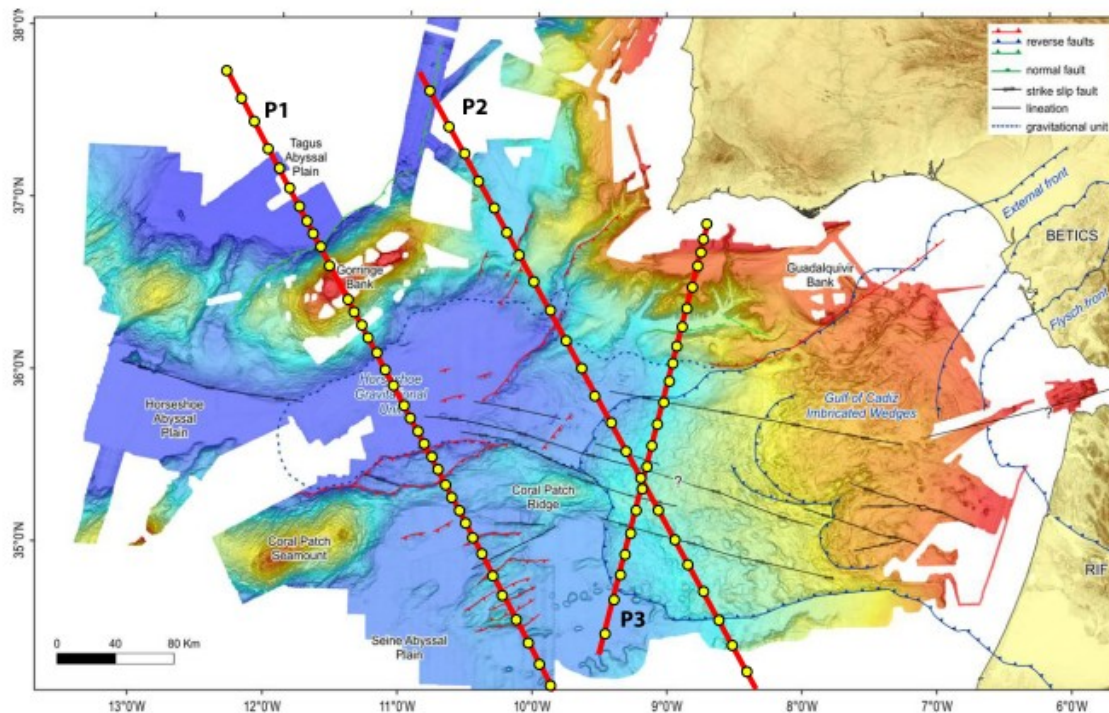 38°0'N
37°0'N
36°0'N
35°0'N
P1
P2
P3
Tagus
Abyssal
Plain
Gorringe
Bank
Horseshoe
Gravitational
Unit
Horseshoe
Abyssal
Plain
Coral Patch
Ridge
Coral Patch
Seamount
Seine Abyssal
Plain
Guadalquivir
Bank
Gulf of Cadiz
Imbricated Wedges
External front
BETICS
Flysch front
RIF
?
?
reverse faults
normal fault
strike slip fault
lineation
gravitational unit
0 40 80 Km
13°0'W 12°0'W 11°0'W 10°0'W 9°0'W 8°0'W 7°0'W 6°0'W